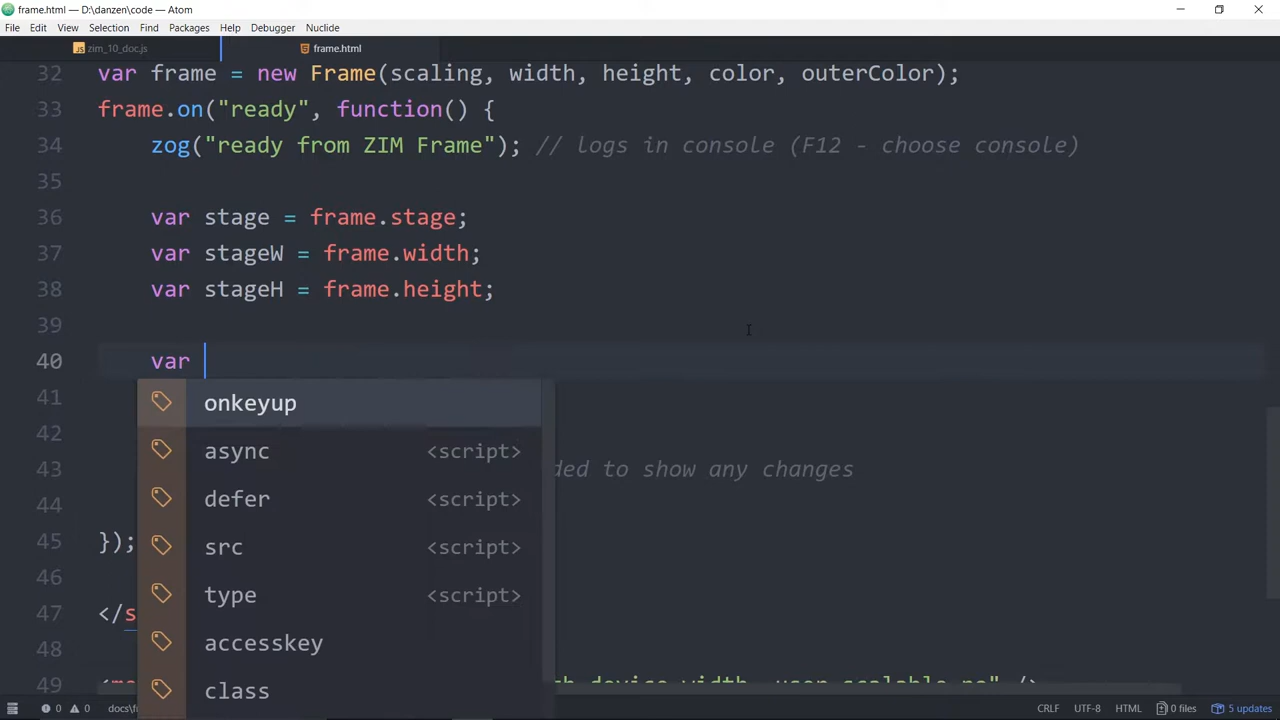 frame.html — D:\danzen\code — Atom
File Edit View Selection Find Packages Help Debugger Nuclide
zim_10_doc.js frame.html
32 var frame = new Frame(scaling, width, height, color, outerColor);
33 frame.on("ready", function() {
34 zog("ready from ZIM Frame"); // logs in console (F12 - choose console)
35
36 var stage = frame.stage;
37 var stageW = frame.width;
38 var stageH = frame.height;
39
40 var
41 onkeyup
42 async <script>
43 ded to show any changes
44 defer <script>
45 });
src <script>
46
type <script>
47 </s
48 accesskey
49 class
CRLF UTF-8 HTML 0 files 5 updates
0 0 docs\f